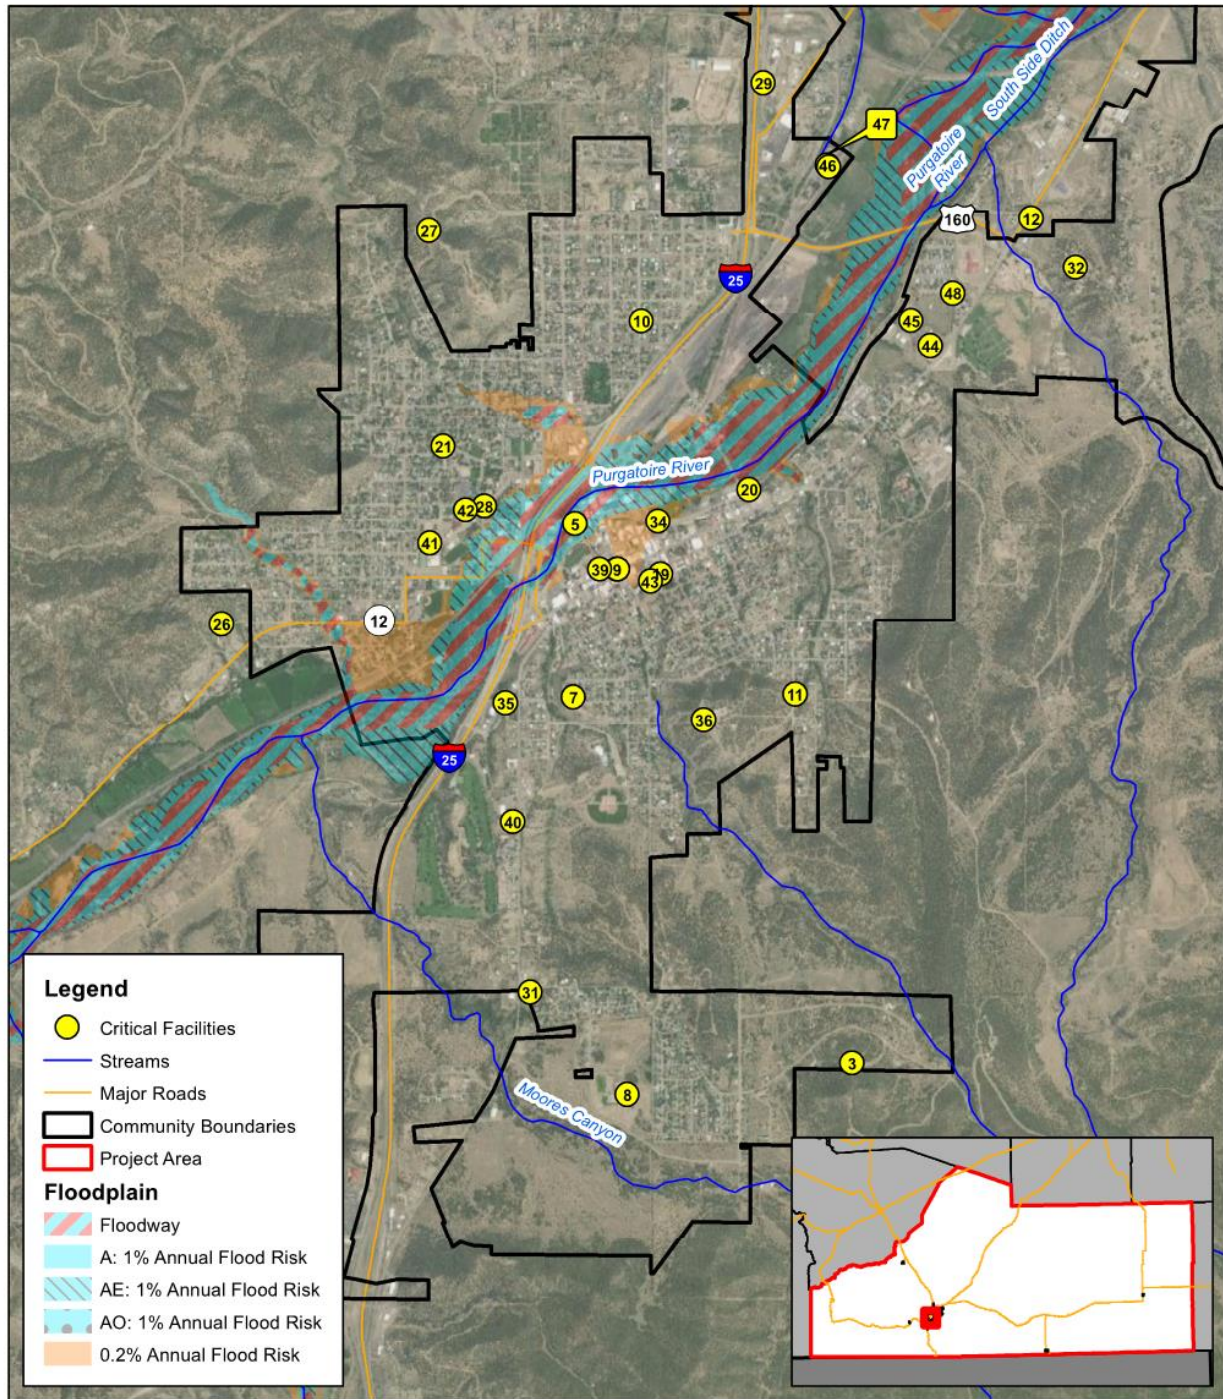 29
47
46
South Side Ditch
Purgatoire
River
160
12
27
32
25
48
10
45
44
21
Purgatoire River
20
42
28
5
34
41
39
9
19
43
12
26
35
7
11
36
25
40
31
3
8
Moores Canyon
Legend
Critical Facilities
Streams
Major Roads
Community Boundaries
Project Area
Floodplain
Floodway
A: 1% Annual Flood Risk
AE: 1% Annual Flood Risk
AO: 1% Annual Flood Risk
0.2% Annual Flood Risk